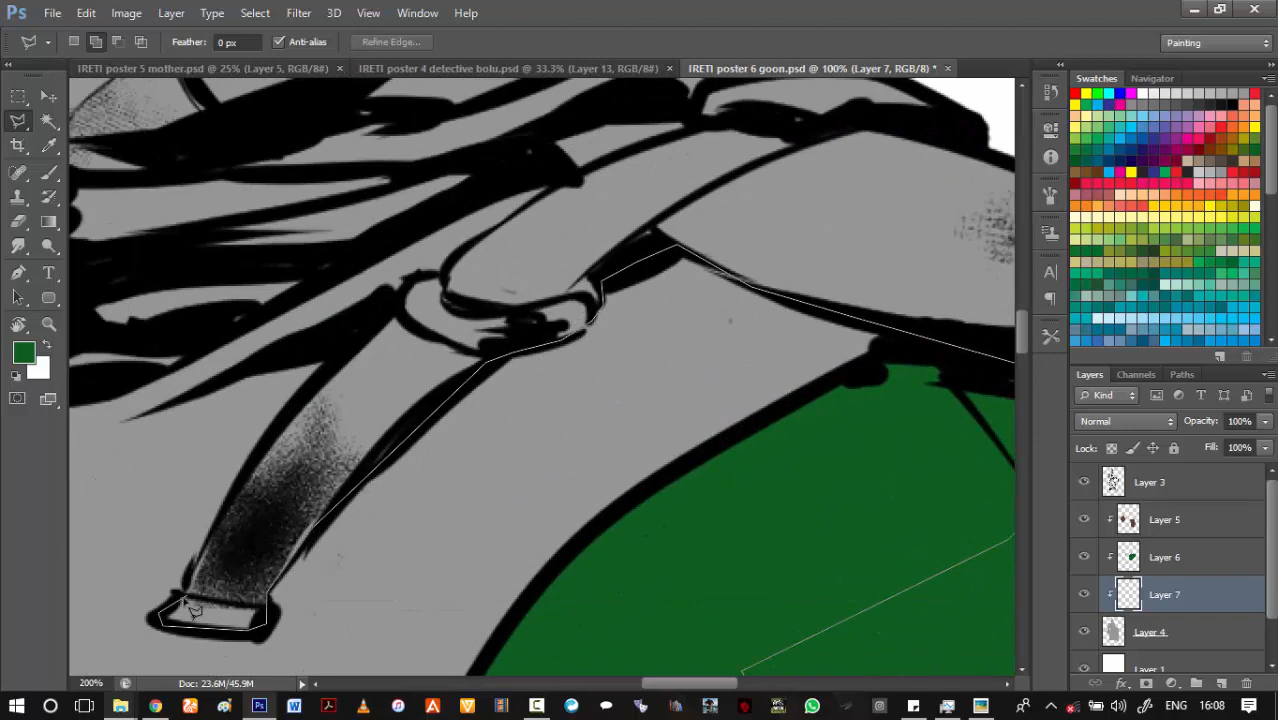 Ps File Edit Image Layer Type Select Filter 3D View Window Help
Feather: 0 px Anti-alias Refine Edge... Painting
IRETI poster 5 mother.psd @ 25% (Layer 5, RGB/8#) × IRETI poster 4 detective bolu.psd @ 33.3% (Layer 13, RGB/8#) × IRETI poster 6 goon.psd @ 100% (Layer 7, RGB/8) * ×
Swatches Navigator
Layers Channels Paths
Kind
Normal Opacity: 100%
Lock: Fill: 100%
Layer 3
Layer 5
Layer 6
Layer 7
Layer 4
Layer 1
200% Doc: 23.6M/45.9M
ENG 16:08